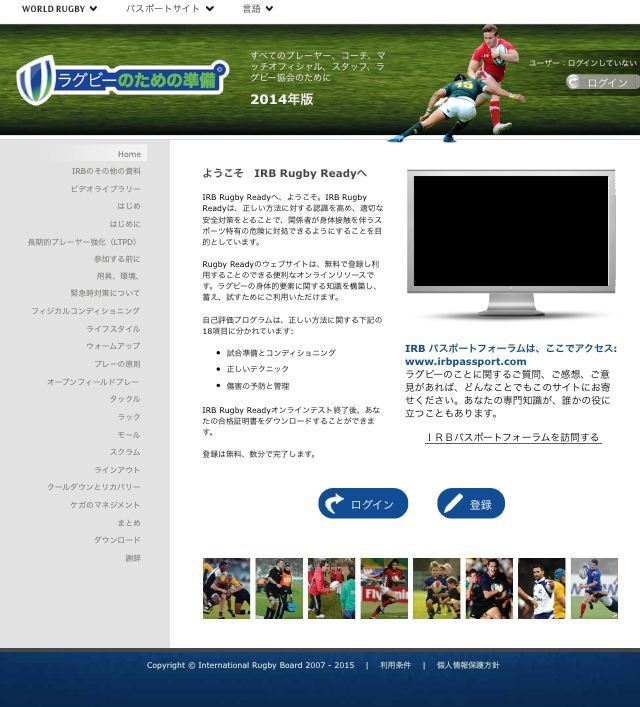 WORLD RUGBY
パスポートサイト
言語
ラグビーのための準備
すべてのプレーヤー、コーチ、マ
ッチオフィシャル、スタッフ、ラ
グビー協会のために
2014年版
ユーザー：ログインしていない
ログイン
Home
IRBのその他の資料
ビデオライブラリー
はじめ
はじめに
長期的プレーヤー強化（LTPD）
参加する前に
用具、環境、
緊急時対策について
フィジカルコンディショニング
ライフスタイル
ウォームアップ
プレーの原則
オープンフィールドプレー
タックル
ラック
モール
スクラム
ラインアウト
クールダウンとリカバリー
ケガのマネジメント
まとめ
ダウンロード
謝辞
ようこそ　IRB Rugby Readyへ
IRB Rugby Readyへ、ようこそ。IRB Rugby
Readyは、正しい方法に対する認識を高め、適切な
安全対策をとることで、関係者が身体接触を伴うス
ポーツ特有の危険に対処できるようにすることを目
的としています。
Rugby Readyのウェブサイトは、無料で登録し利
用することのできる便利なオンラインリソースで
す。ラグビーの身体的要素に関する知識を構築し、
蓄え、試すためにご利用いただけます。
自己評価プログラムは、正しい方法に関する下記の
18項目に分かれています:
• 試合準備とコンディショニング
• 正しいテクニック
• 傷害の予防と管理
IRB Rugby Readyオンラインテスト終了後、あな
たの合格証明書をダウンロードすることができま
す。
登録は無料、数分で完了します。
IRB パスポートフォーラムは、ここでアクセス:
www.irbpassport.com
ラグビーのことに関するご質問、ご感想、ご意
見があれば、どんなことでもこのサイトにお寄
せください。あなたの専門知識が、誰かの役に
立つこともあります。
ＩＲＢパスポートフォーラムを訪問する
ログイン
登録
Copyright © International Rugby Board 2007 - 2015 | 利用条件 | 個人情報保護方針